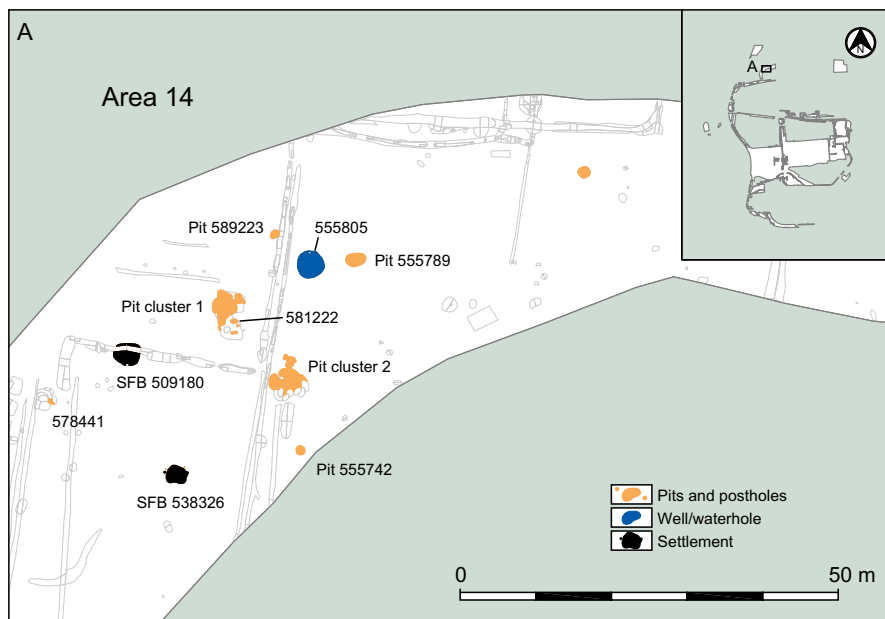 A
Area 14
A
N
Pit 589223
555805
Pit 555789
Pit cluster 1
581222
Pit cluster 2
SFB 509180
578441
Pit 555742
SFB 538326
Pits and postholes
Well/waterhole
Settlement
0
50 m